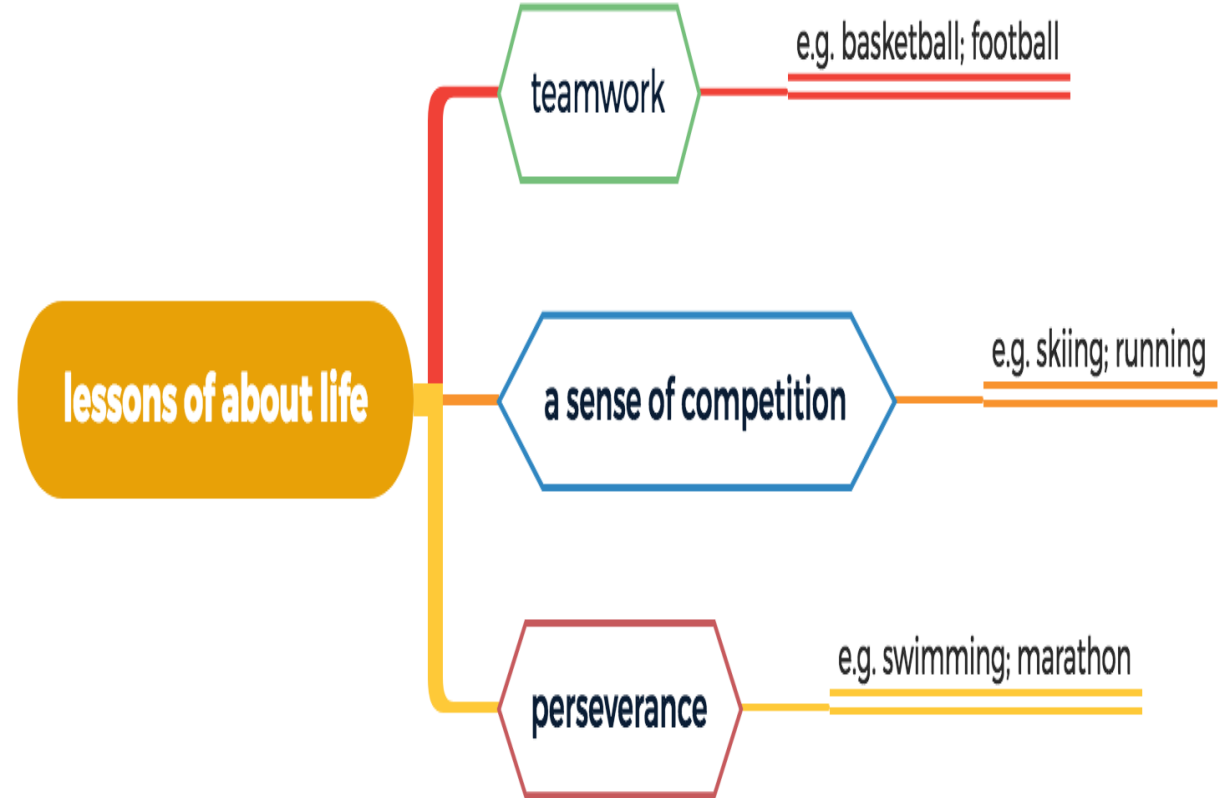 teamwork
e.g. basketball; football
lessons of about life
a sense of competition
e.g. skiing; running
perseverance
e.g. swimming; marathon